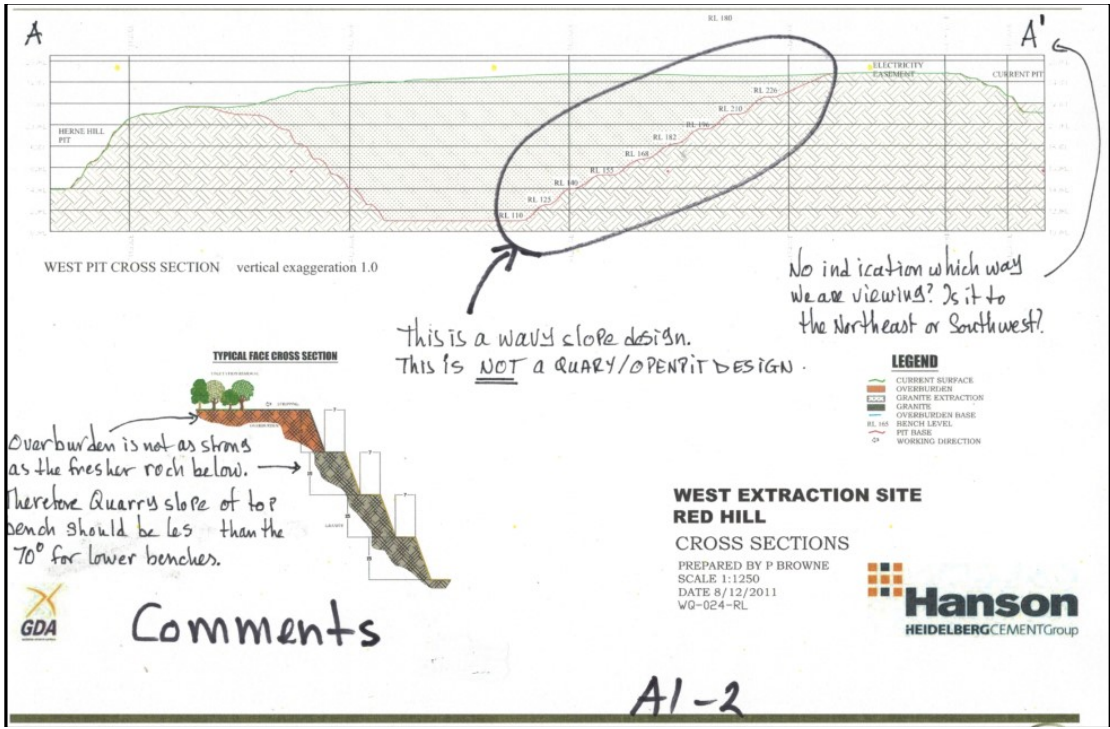 RL 180
A
A'
ELECTRICITY
EASEMENT
CURRENT PIT
HERNE HILL
PIT
RL 226
RL 210
RL 196
RL 182
RL 168
RL 155
RL 140
RL 125
RL 110
WEST PIT CROSS SECTION vertical exaggeration 1.0
No indication which way
we are viewing? Is it to
the Northeast or Southwest?
This is a wavy slope design.
This is NOT a QUARY/OPENPIT DESIGN.
TYPICAL FACE CROSS SECTION
Overburden is not as strong
as the fresher rock below.
Therefore Quarry slope of top
bench should be les than the
70° for lower benches.
LEGEND
CURRENT SURFACE
OVERBURDEN
GRANITE EXTRACTION
GRANITE
OVERBURDEN BASE
RL 165 BENCH LEVEL
PIT BASE
WORKING DIRECTION
WEST EXTRACTION SITE
RED HILL
CROSS SECTIONS
PREPARED BY P BROWNE
SCALE 1:1250
DATE 8/12/2011
WQ-024-RL
Hanson
HEIDELBERGCEMENTGroup
GDA
Comments
A1-2